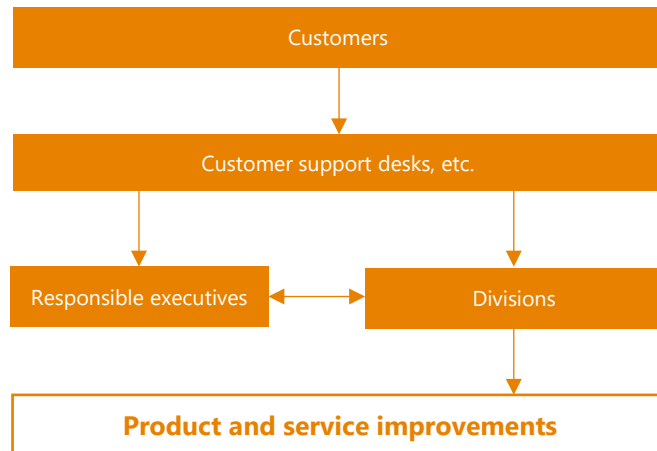 Customers
Customer support desks, etc.
Responsible executives
Divisions
Product and service improvements